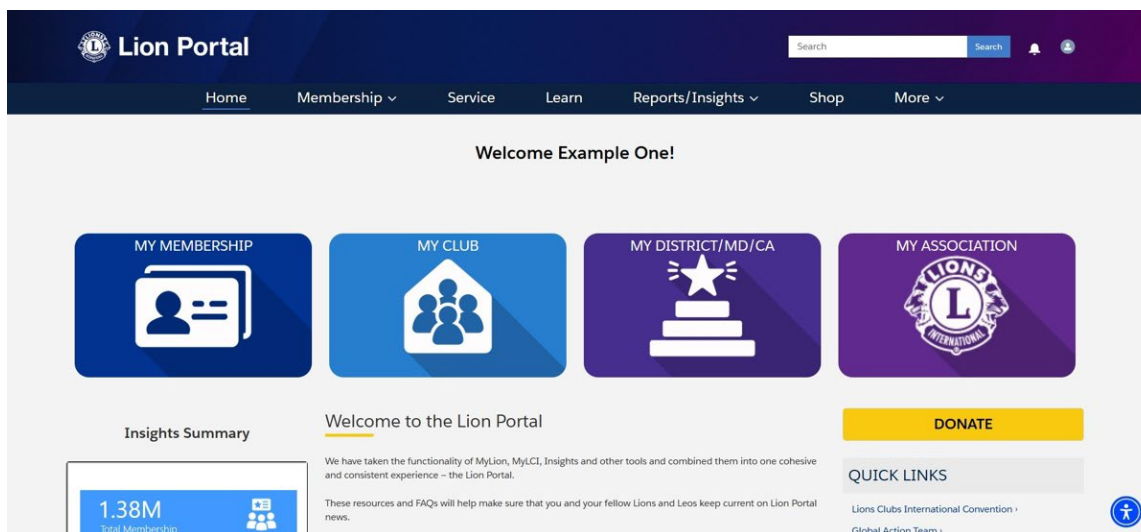 Lion Portal
Search
Search
Home
Membership
Service
Learn
Reports/Insights
Shop
More
Welcome Example One!
MY MEMBERSHIP
MY CLUB
MY DISTRICT/MD/CA
MY ASSOCIATION
LIONS
L
INTERNATIONAL
Insights Summary
1.38M
Total Membership
Welcome to the Lion Portal
We have taken the functionality of MyLion, MyLCI, Insights and other tools and combined them into one cohesive
and consistent experience – the Lion Portal.
These resources and FAQs will help make sure that you and your fellow Lions and Leos keep current on Lion Portal
news.
DONATE
QUICK LINKS
Lions Clubs International Convention ›
Global Action Team ›